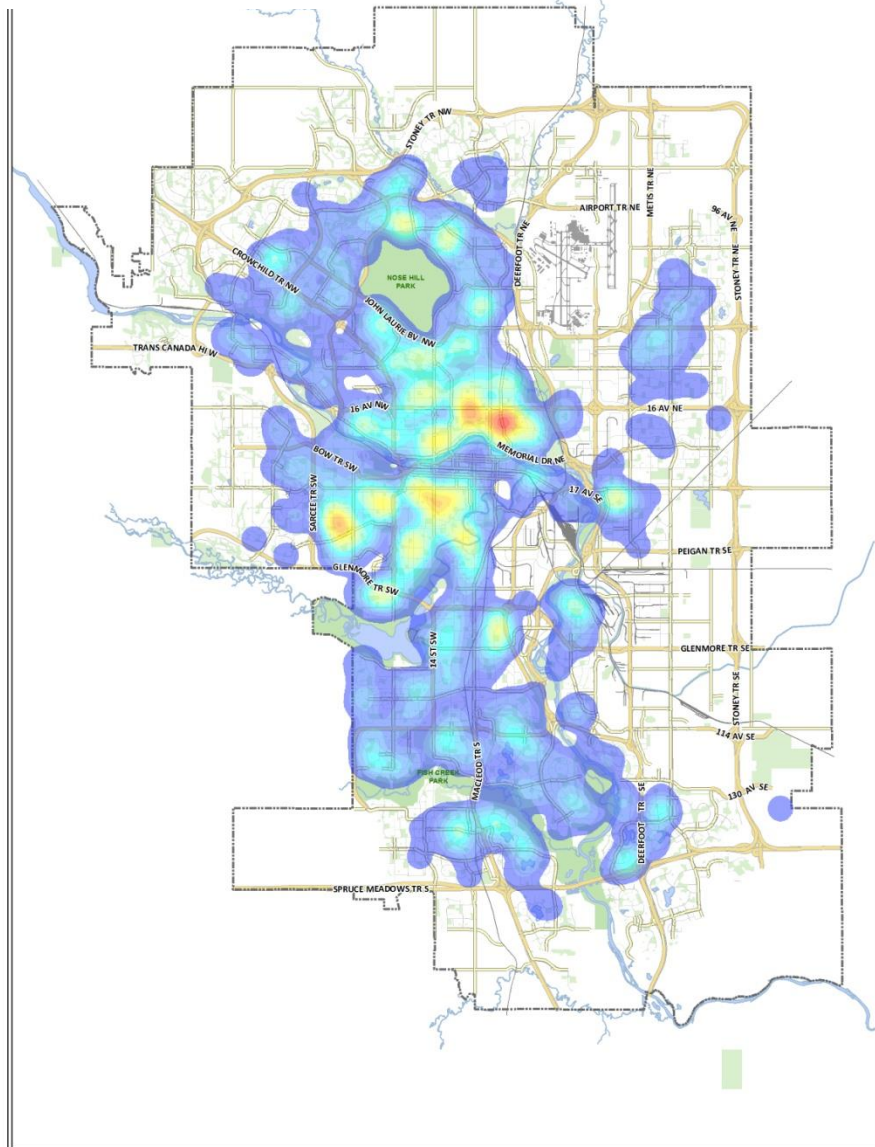 STONEY TR NW
AIRPORT TR NE
METIS TR NE
96 AV NE
DEERFOOT TR NE
STONEY TR NE
CROWCHILD TR NW
NOSE HILL
PARK
JOHN LAURIE BV NW
TRANS CANADA HI W
16 AV NW
16 AV NE
BOW TR SW
MEMORIAL DR NE
SARCEE TR SW
17 AV SE
PEIGAN TR SE
GLENMORE TR SW
14 ST SW
GLENMORE TR SE
STONEY TR SE
114 AV SE
MACLEOD TR S
FISH CREEK
PARK
130 AV SE
DEERFOOT TR SE
SPRUCE MEADOWS TR S